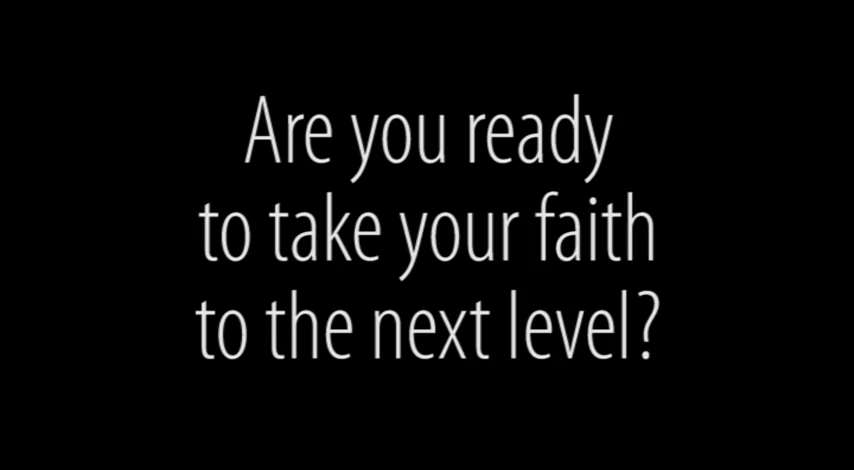 Are you ready
to take your faith
to the next level?